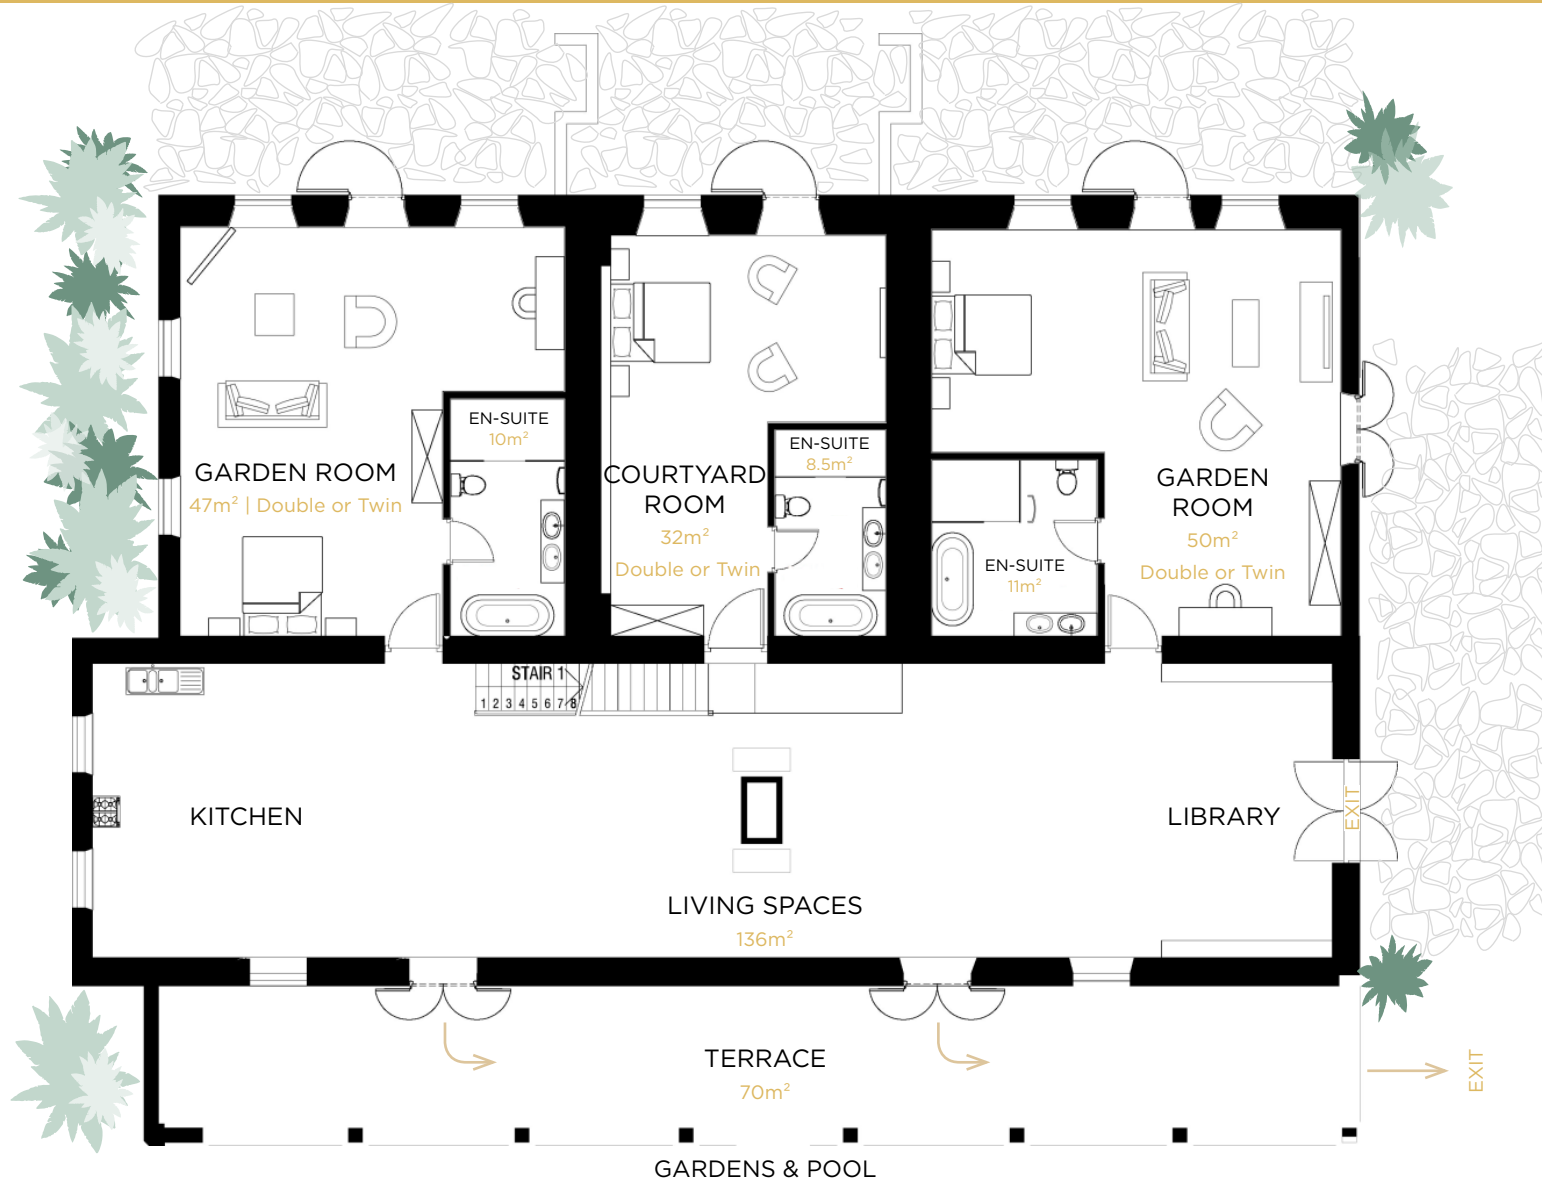 EN-SUITE
10m²
GARDEN ROOM
47m² | Double or Twin
EN-SUITE
8.5m²
COURTYARD
ROOM
32m²
Double or Twin
GARDEN
ROOM
50m²
Double or Twin
EN-SUITE
11m²
STAIR 1
1 2 3 4 5 6 7 8
KITCHEN
LIBRARY
EXIT
LIVING SPACES
136m²
TERRACE
70m²
EXIT
GARDENS & POOL